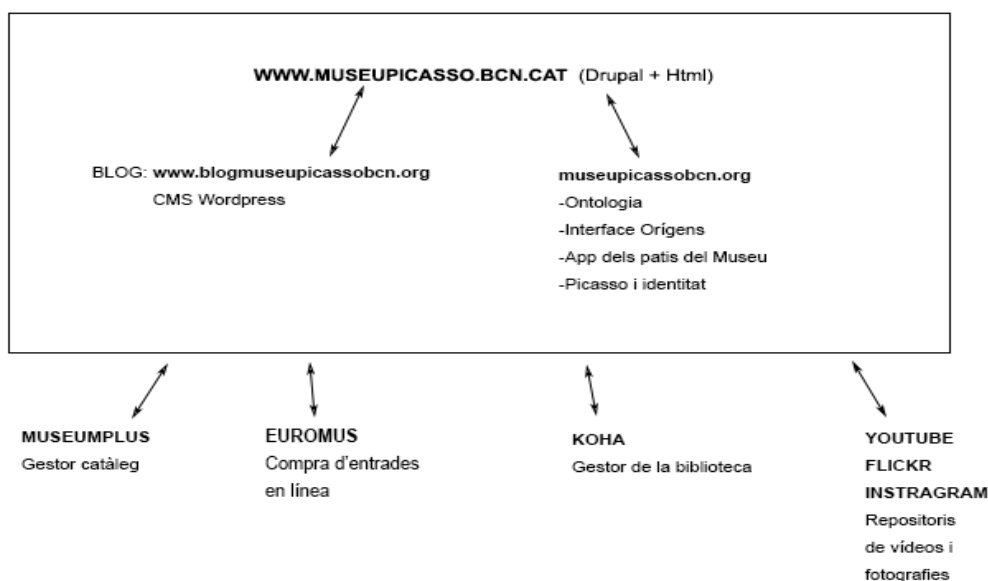 WWW.MUSEUPICASSO.BCN.CAT (Drupal + Html)
BLOG: www.blogmuseupicassobcn.org
CMS Wordpress
museupicassobcn.org
-Ontologia
-Interface Orígens
-App dels patis del Museu
-Picasso i identitat
MUSEUMPLUS
Gestor catàleg
EUROMUS
Compra d'entrades
en línea
KOHA
Gestor de la biblioteca
YOUTUBE
FLICKR
INSTRAGRAM
Repositoris
de vídeos i
fotografies